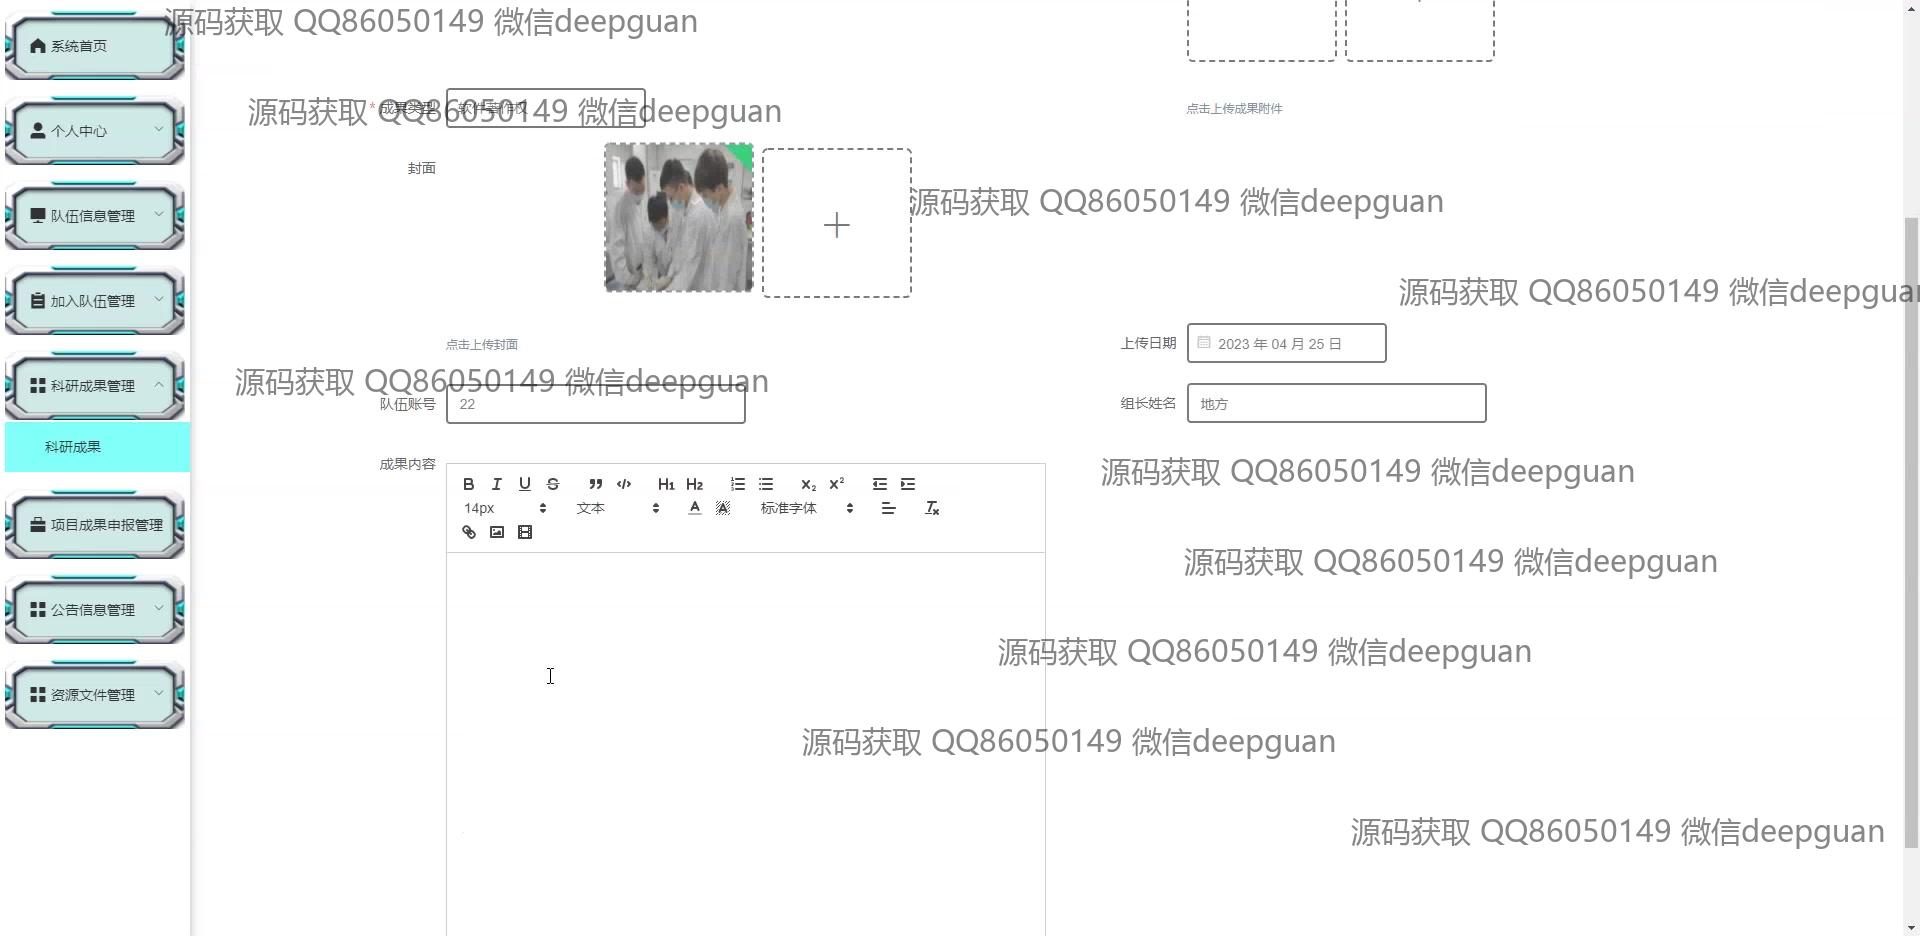 源码获取 QQ86050149 微信deepguan
系统首页
源码获取 QQ86050149 微信deepguan
* 成果类型
软件著作权
点击上传成果附件
个人中心
封面
源码获取 QQ86050149 微信deepguan
队伍信息管理
源码获取 QQ86050149 微信deepguan
加入队伍管理
点击上传封面
上传日期
2023 年 04 月 25 日
源码获取 QQ86050149 微信deepguan
科研成果管理
队伍账号
22
组长姓名
地方
科研成果
成果内容
源码获取 QQ86050149 微信deepguan
B I U S H1 H2 X2 X2
14px 文本 A A 标准字体 Tx
项目成果申报管理
源码获取 QQ86050149 微信deepguan
公告信息管理
源码获取 QQ86050149 微信deepguan
资源文件管理
源码获取 QQ86050149 微信deepguan
源码获取 QQ86050149 微信deepguan